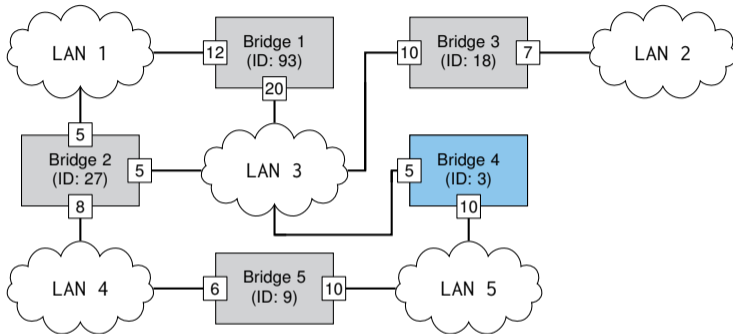 LAN 1
12
Bridge 1
(ID: 93)
20
10
Bridge 3
(ID: 18)
7
LAN 2
5
Bridge 2
(ID: 27)
5
8
LAN 3
5
Bridge 4
(ID: 3)
10
LAN 4
6
Bridge 5
(ID: 9)
10
LAN 5